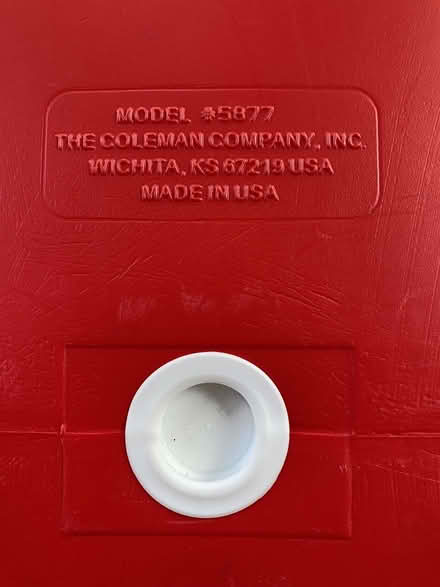 MODEL #5877
THE COLEMAN COMPANY, INC.
WICHITA, KS 67219 USA
MADE IN USA